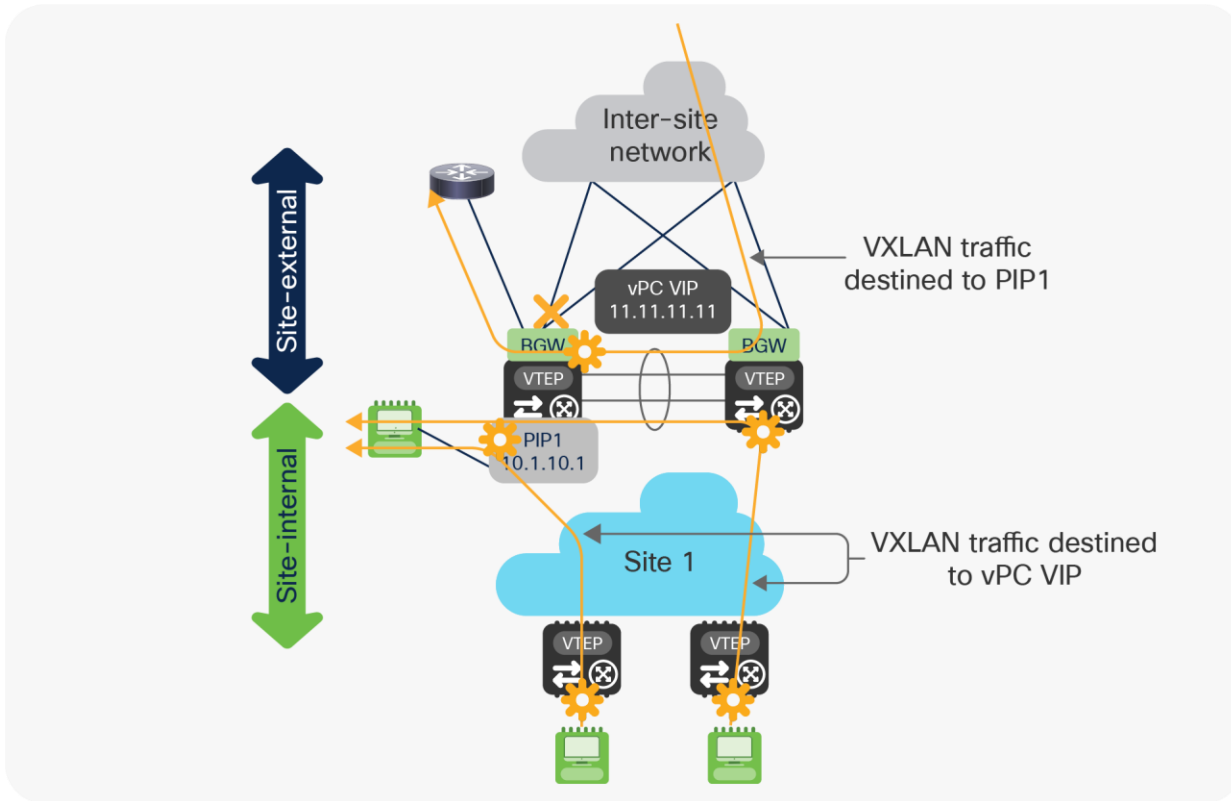 Inter-site
network
Site-external
VXLAN traffic
destined to PIP1
vPC VIP
11.11.11.11
BGW
BGW
VTEP
VTEP
PIP1
10.1.10.1
Site-internal
Site 1
VXLAN traffic destined
to vPC VIP
VTEP
VTEP